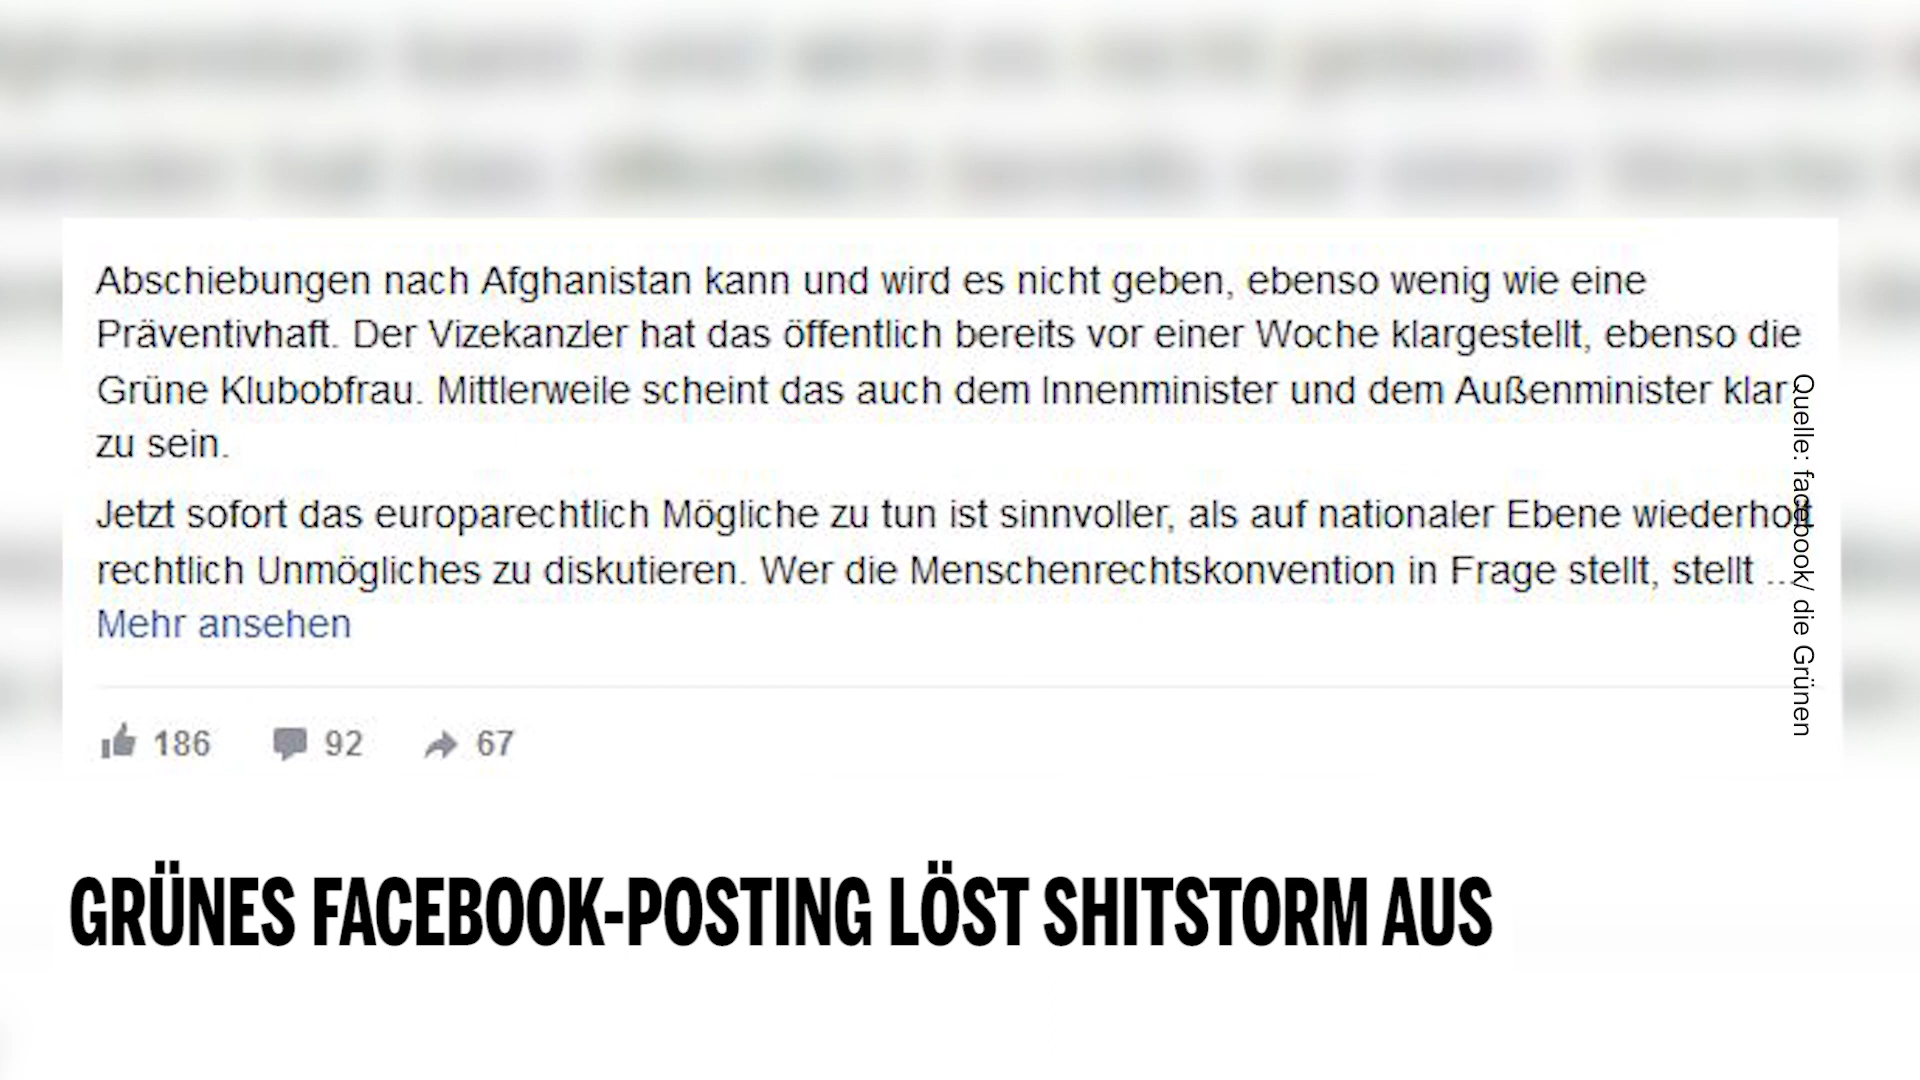 Abschiebungen nach Afghanistan kann und wird es nicht geben, ebenso wenig wie eine
Präventivhaft. Der Vizekanzler hat das öffentlich bereits vor einer Woche klargestellt, ebenso die
Grüne Klubobfrau. Mittlerweile scheint das auch dem Innenminister und dem Außenminister klar
zu sein.
Jetzt sofort das europarechtlich Mögliche zu tun ist sinnvoller, als auf nationaler Ebene wiederholt
rechtlich Unmögliches zu diskutieren. Wer die Menschenrechtskonvention in Frage stellt, stellt ...
Mehr ansehen
186 92 67
Quelle: facebook/ die Grünen
GRÜNES FACEBOOK-POSTING LÖST SHITSTORM AUS